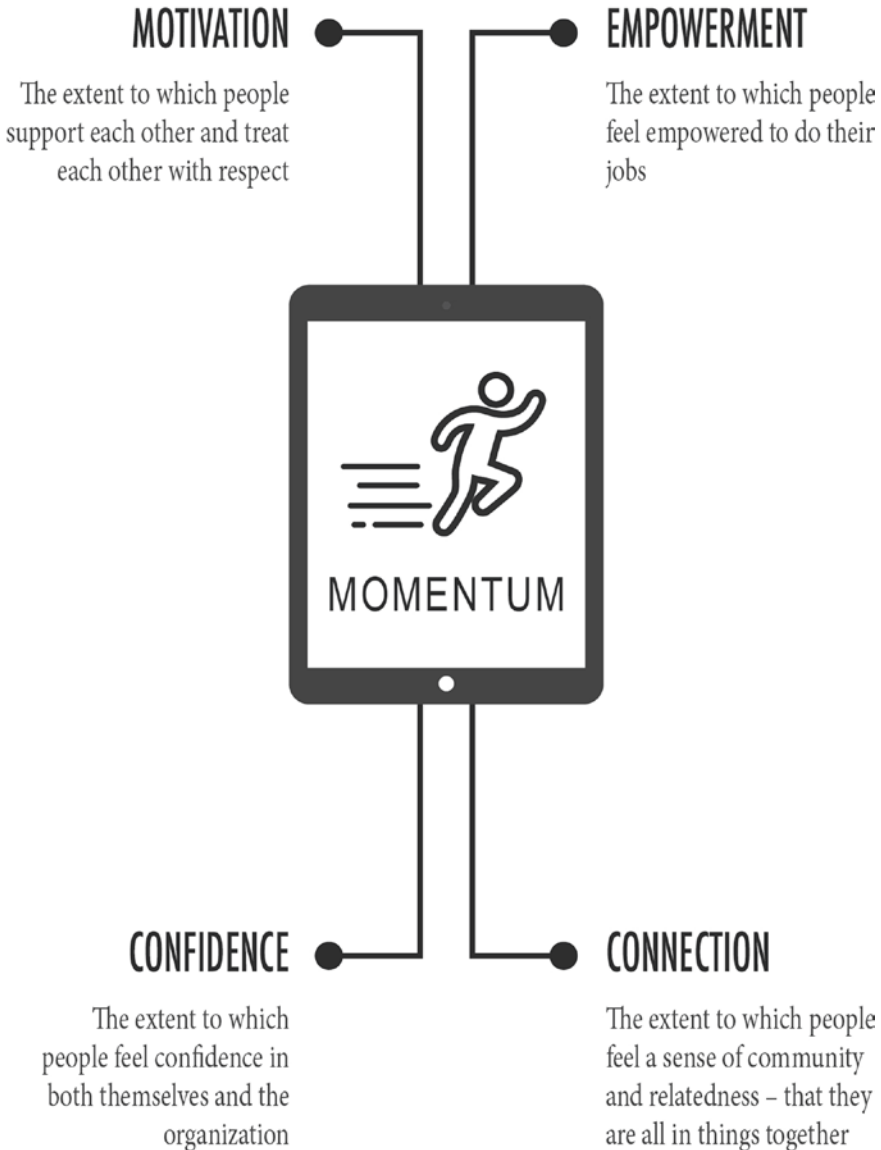 MOTIVATION
The extent to which people
support each other and treat
each other with respect
EMPOWERMENT
The extent to which people
feel empowered to do their
jobs
MOMENTUM
CONFIDENCE
The extent to which
people feel confidence in
both themselves and the
organization
CONNECTION
The extent to which people
feel a sense of community
and relatedness – that they
are all in things together